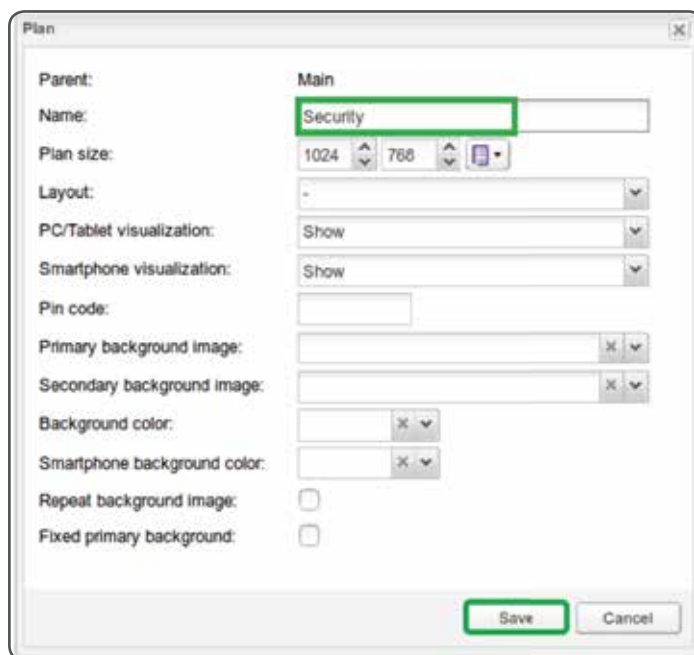 Plan
Parent: Main
Name: Security
Plan size: 1024 768
Layout: -
PC/Tablet visualization: Show
Smartphone visualization: Show
Pin code:
Primary background image:
Secondary background image:
Background color:
Smartphone background color:
Repeat background image:
Fixed primary background:
Save Cancel